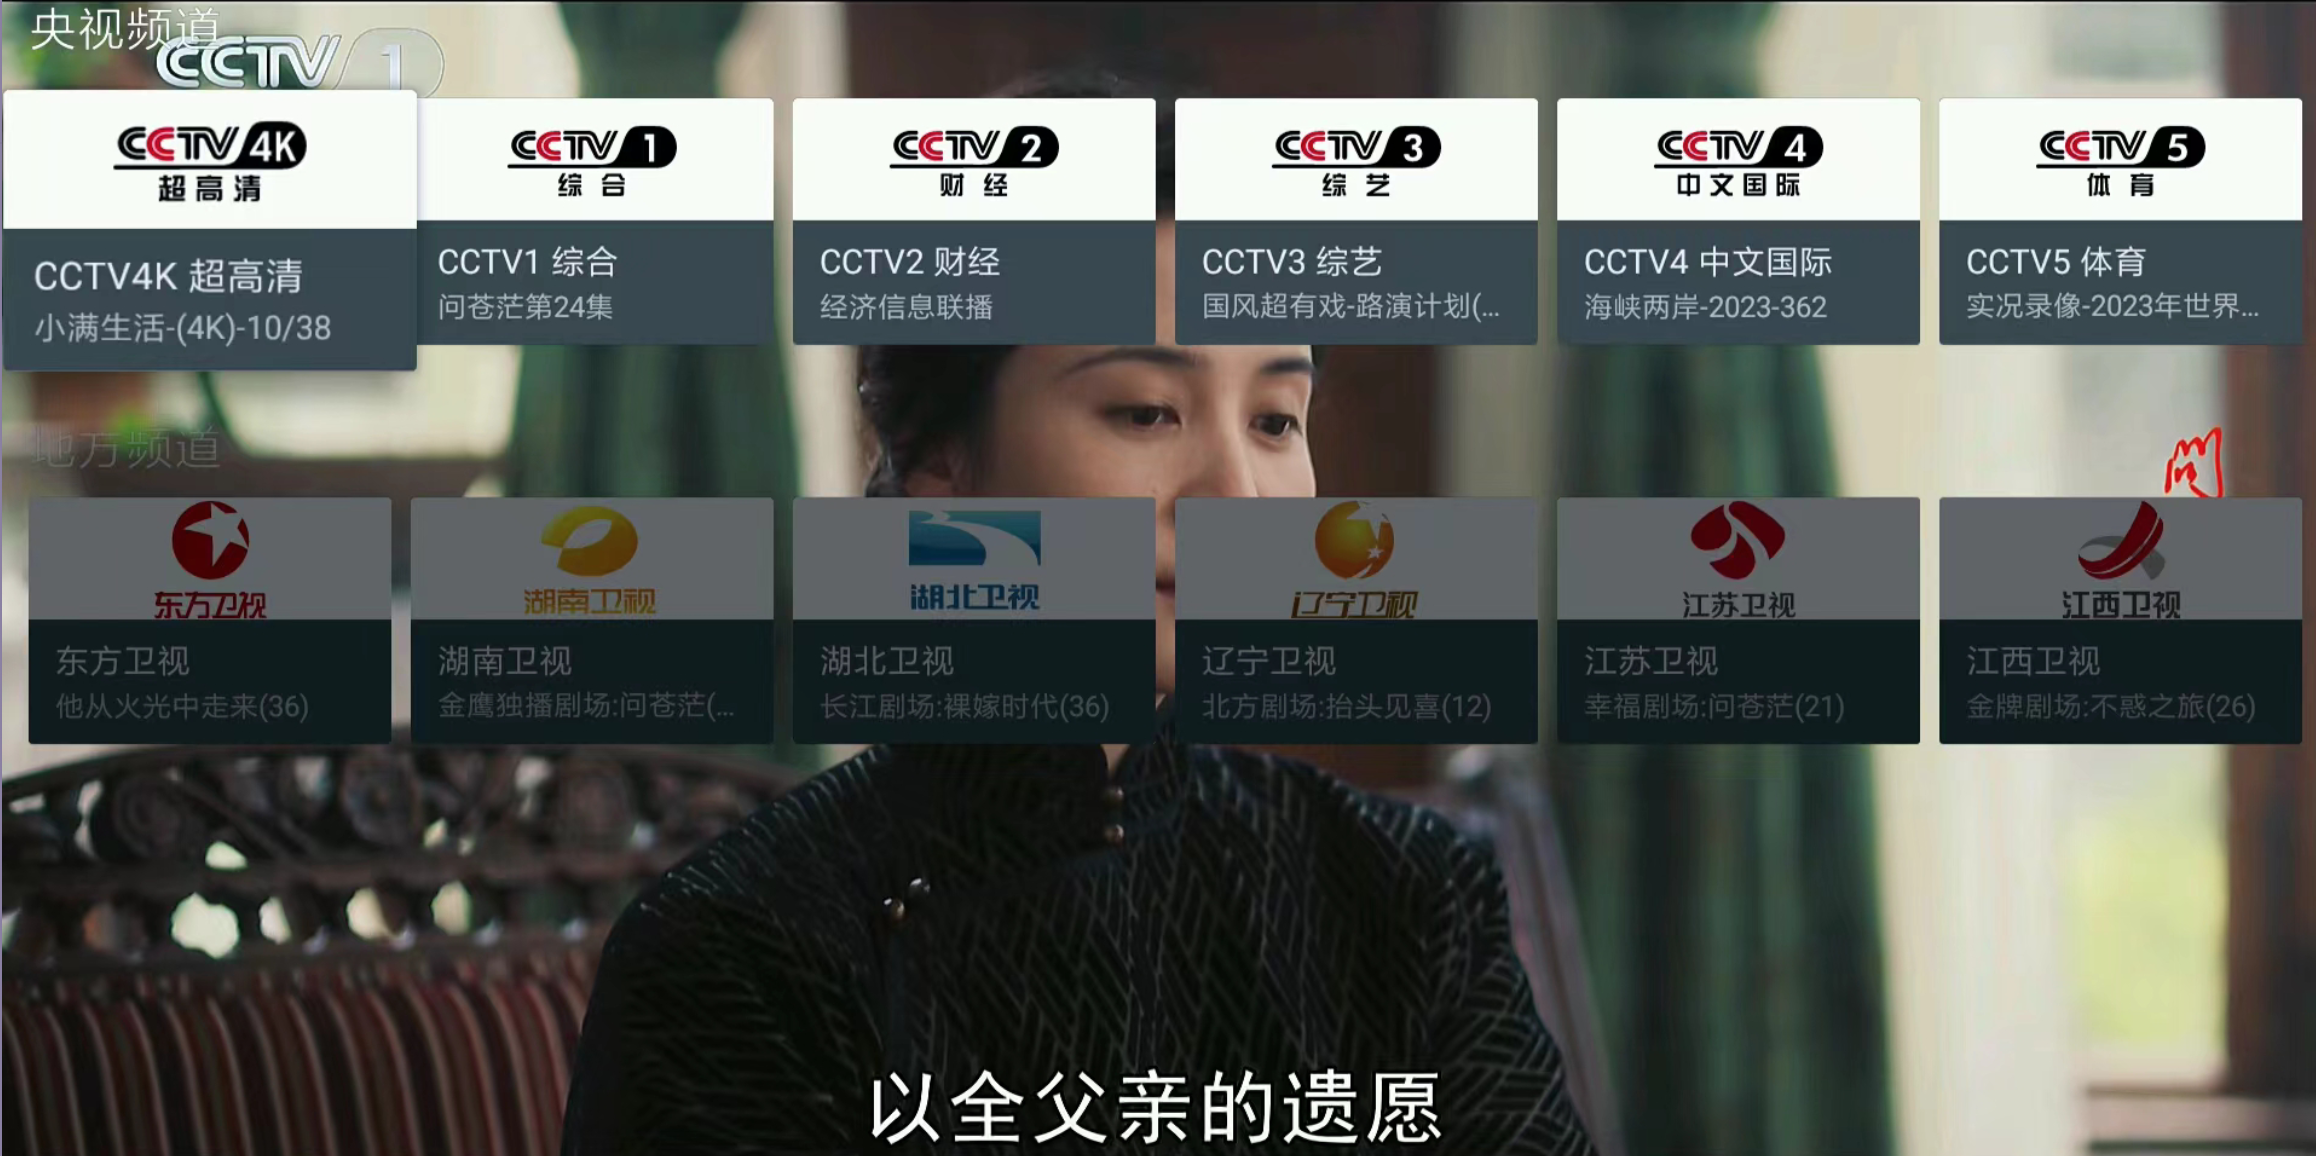 央视频道
CCTV 1
CCTV 4K
超高清
CCTV4K 超高清
小满生活-(4K)-10/38
CCTV 1
综合
CCTV1 综合
问苍茫第24集
CCTV 2
财经
CCTV2 财经
经济信息联播
CCTV 3
综艺
CCTV3 综艺
国风超有戏-路演计划(...
CCTV 4
中文国际
CCTV4 中文国际
海峡两岸-2023-362
CCTV 5
体育
CCTV5 体育
实况录像-2023年世界...
地方频道
问
东方卫视
东方卫视
他从火光中走来(36)
湖南卫视
湖南卫视
金鹰独播剧场:问苍茫(...
湖北卫视
湖北卫视
长江剧场:裸嫁时代(36)
辽宁卫视
辽宁卫视
北方剧场:抬头见喜(12)
江苏卫视
江苏卫视
幸福剧场:问苍茫(21)
江西卫视
江西卫视
金牌剧场:不惑之旅(26)
以全父亲的遗愿